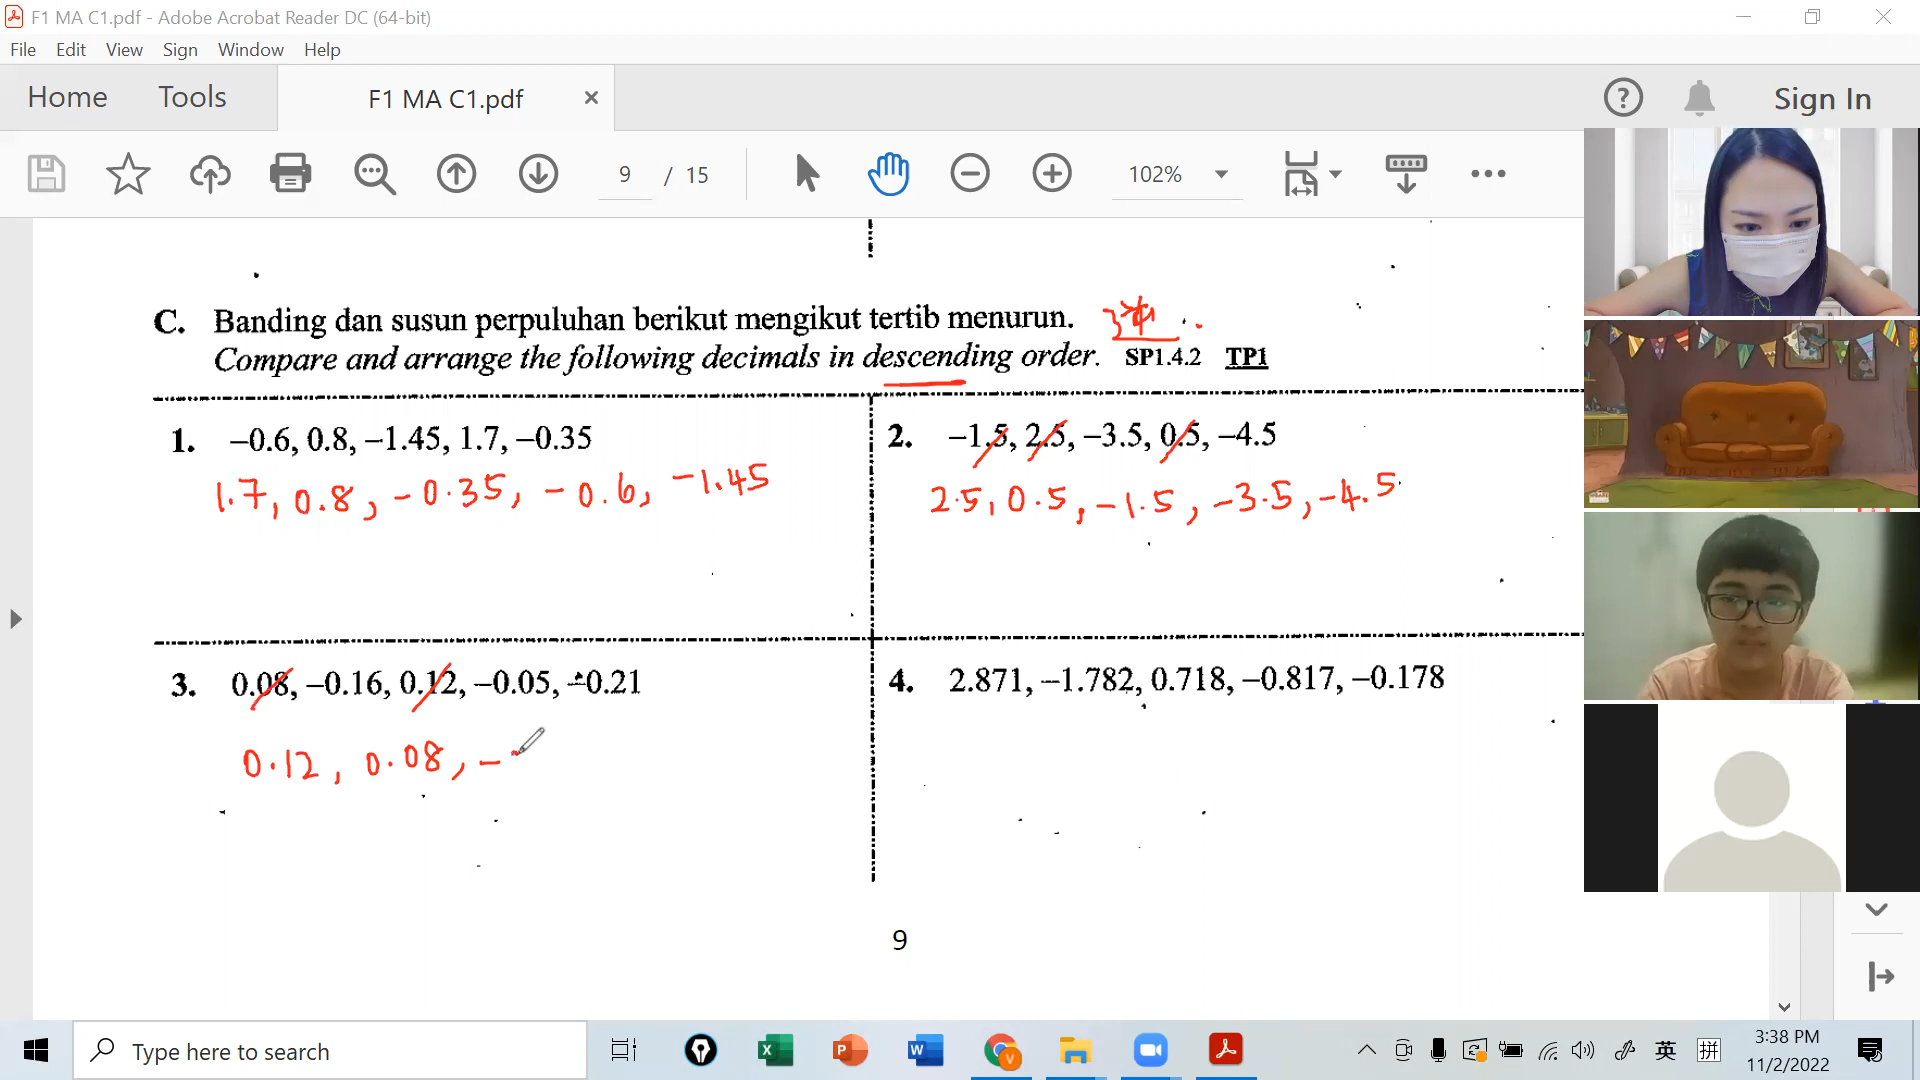 F1 MA C1.pdf - Adobe Acrobat Reader DC (64-bit)
File Edit View Sign Window Help
Home Tools F1 MA C1.pdf × ? Sign In
9 / 15 102%
C. Banding dan susun perpuluhan berikut mengikut tertib menurun.
Compare and arrange the following decimals in descending order. SP1.4.2 TP1
1. –0.6, 0.8, –1.45, 1.7, –0.35
1.7, 0.8, -0.35, -0.6, -1.45
2. –1.5, 2.5, –3.5, 0.5, –4.5
2.5, 0.5, -1.5, -3.5, -4.5
3. 0.08, –0.16, 0.12, –0.05, –0.21
0.12, 0.08, -
4. 2.871, –1.782, 0.718, –0.817, –0.178
9
Type here to search
英 拼
3:38 PM
11/2/2022